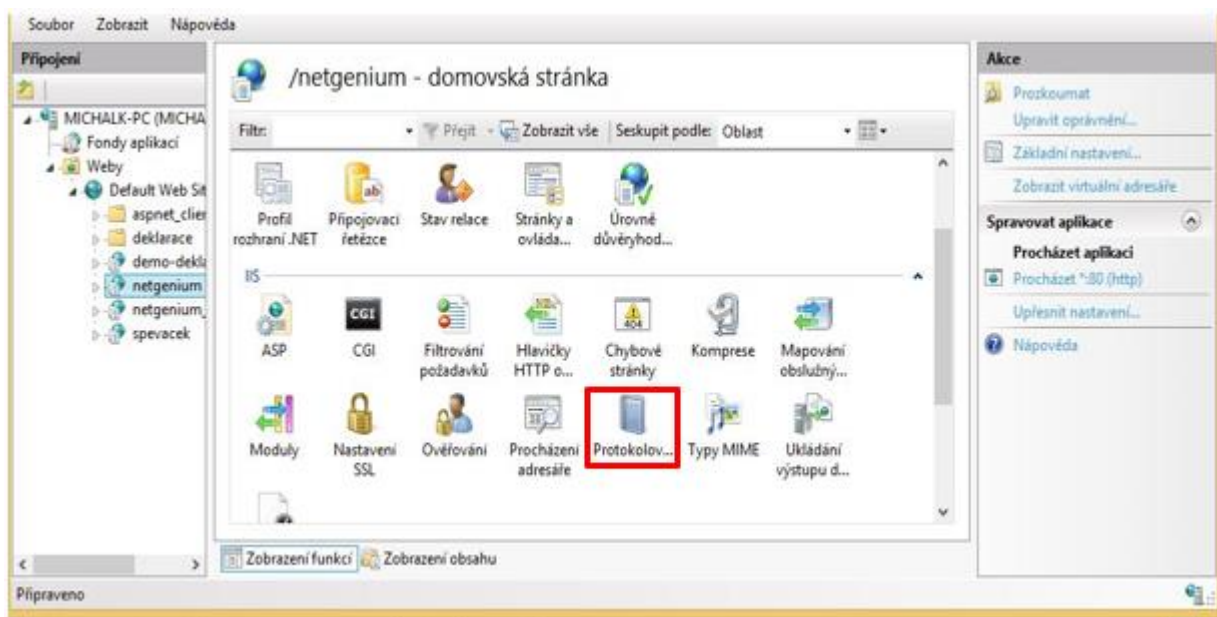 Soubor Zobrazit Nápověda
Připojení
MICHALK-PC (MICHA
Fondy aplikací
Weby
Default Web Sit
aspnet_clien
deklarace
demo-dekla
netgenium
netgenium_
spevacek
/netgenium - domovská stránka
Filtr: Přejít Zobrazit vše Seskupit podle: Oblast
Profil rozhraní .NET
Připojovací řetězce
Stav relace
Stránky a ovláda...
Úrovně důvěryhod...
IIS
ASP
CGI
Filtrování požadavků
Hlavičky HTTP o...
404
Chybové stránky
Komprese
Mapování obslužný...
Moduly
Nastavení SSL
Ověřování
Procházení adresáře
Protokolov...
Typy MIME
Ukládání výstupu d...
Zobrazení funkcí Zobrazení obsahu
Akce
Prozkoumat
Upravit oprávnění...
Základní nastavení...
Zobrazit virtuální adresáře
Spravovat aplikace
Procházet aplikaci
Procházet *:80 (http)
Upřesnit nastavení...
Nápověda
Připraveno